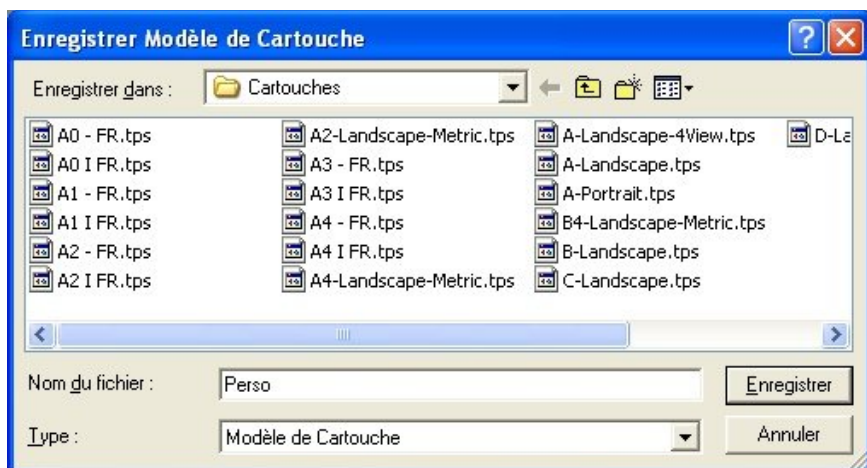 Enregistrer Modèle de Cartouche
Enregistrer dans :
Cartouches
A0 - FR.tps
A0 I FR.tps
A1 - FR.tps
A1 I FR.tps
A2 - FR.tps
A2 I FR.tps
A2-Landscape-Metric.tps
A3 - FR.tps
A3 I FR.tps
A4 - FR.tps
A4 I FR.tps
A4-Landscape-Metric.tps
A-Landscape-4View.tps
A-Landscape.tps
A-Portrait.tps
B4-Landscape-Metric.tps
B-Landscape.tps
C-Landscape.tps
D-La
Nom du fichier :
Perso
Enregistrer
Type :
Modèle de Cartouche
Annuler